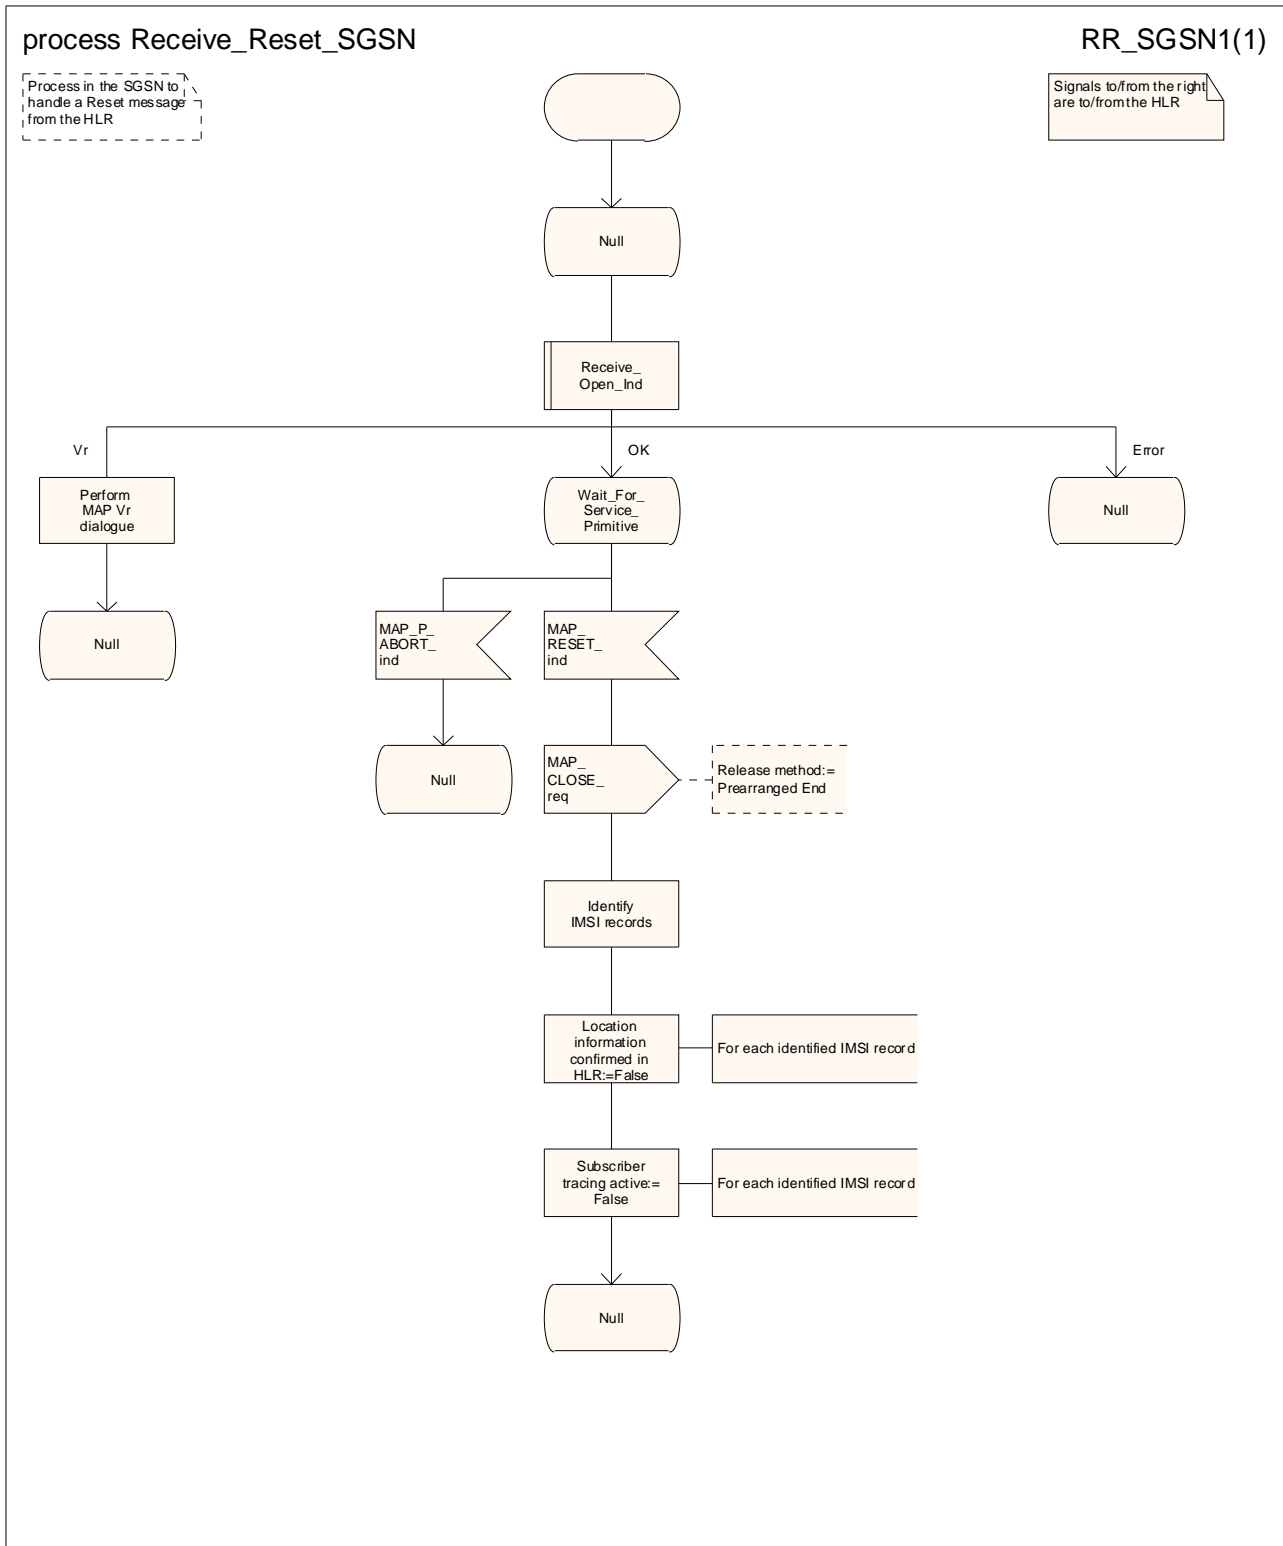 process Receive_Reset_SGSN
RR_SGSN1(1)
Process in the SGSN to
handle a Reset message
from the HLR
Signals to/from the right
are to/from the HLR
Null
Receive_
Open_Ind
Vr
OK
Error
Perform
MAP Vr
dialogue
Wait_For_
Service_
Primitive
Null
Null
MAP_P_
ABORT_
ind
MAP_
RESET_
ind
Null
MAP_
CLOSE_
req
Release method:=
Prearranged End
Identify
IMSI records
Location
information
confirmed in
HLR:=False
For each identified IMSI record
Subscriber
tracing active:=
False
For each identified IMSI record
Null